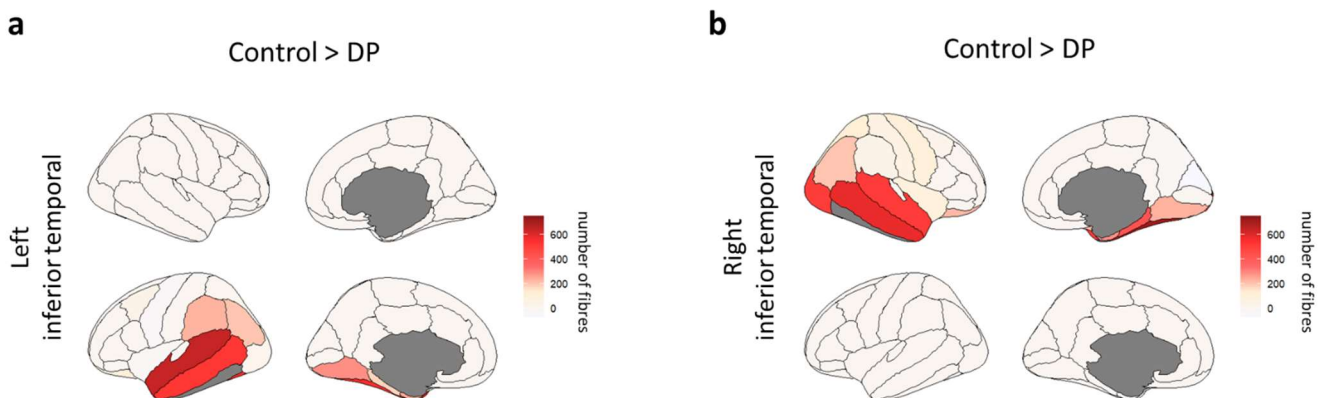 a
Control > DP
Left
inferior temporal
number of fibres
600
400
200
0
b
Control > DP
Right
inferior temporal
number of fibres
600
400
200
0